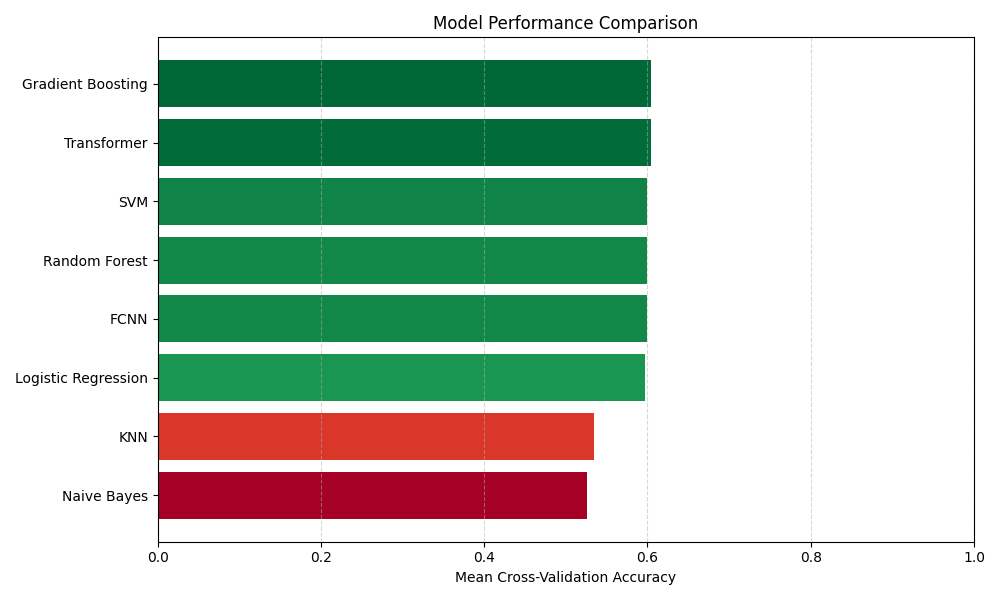 Model Performance Comparison
Gradient Boosting
Transformer
SVM
Random Forest
FCNN
Logistic Regression
KNN
Naive Bayes
0.0 0.2 0.4 0.6 0.8 1.0
Mean Cross-Validation Accuracy